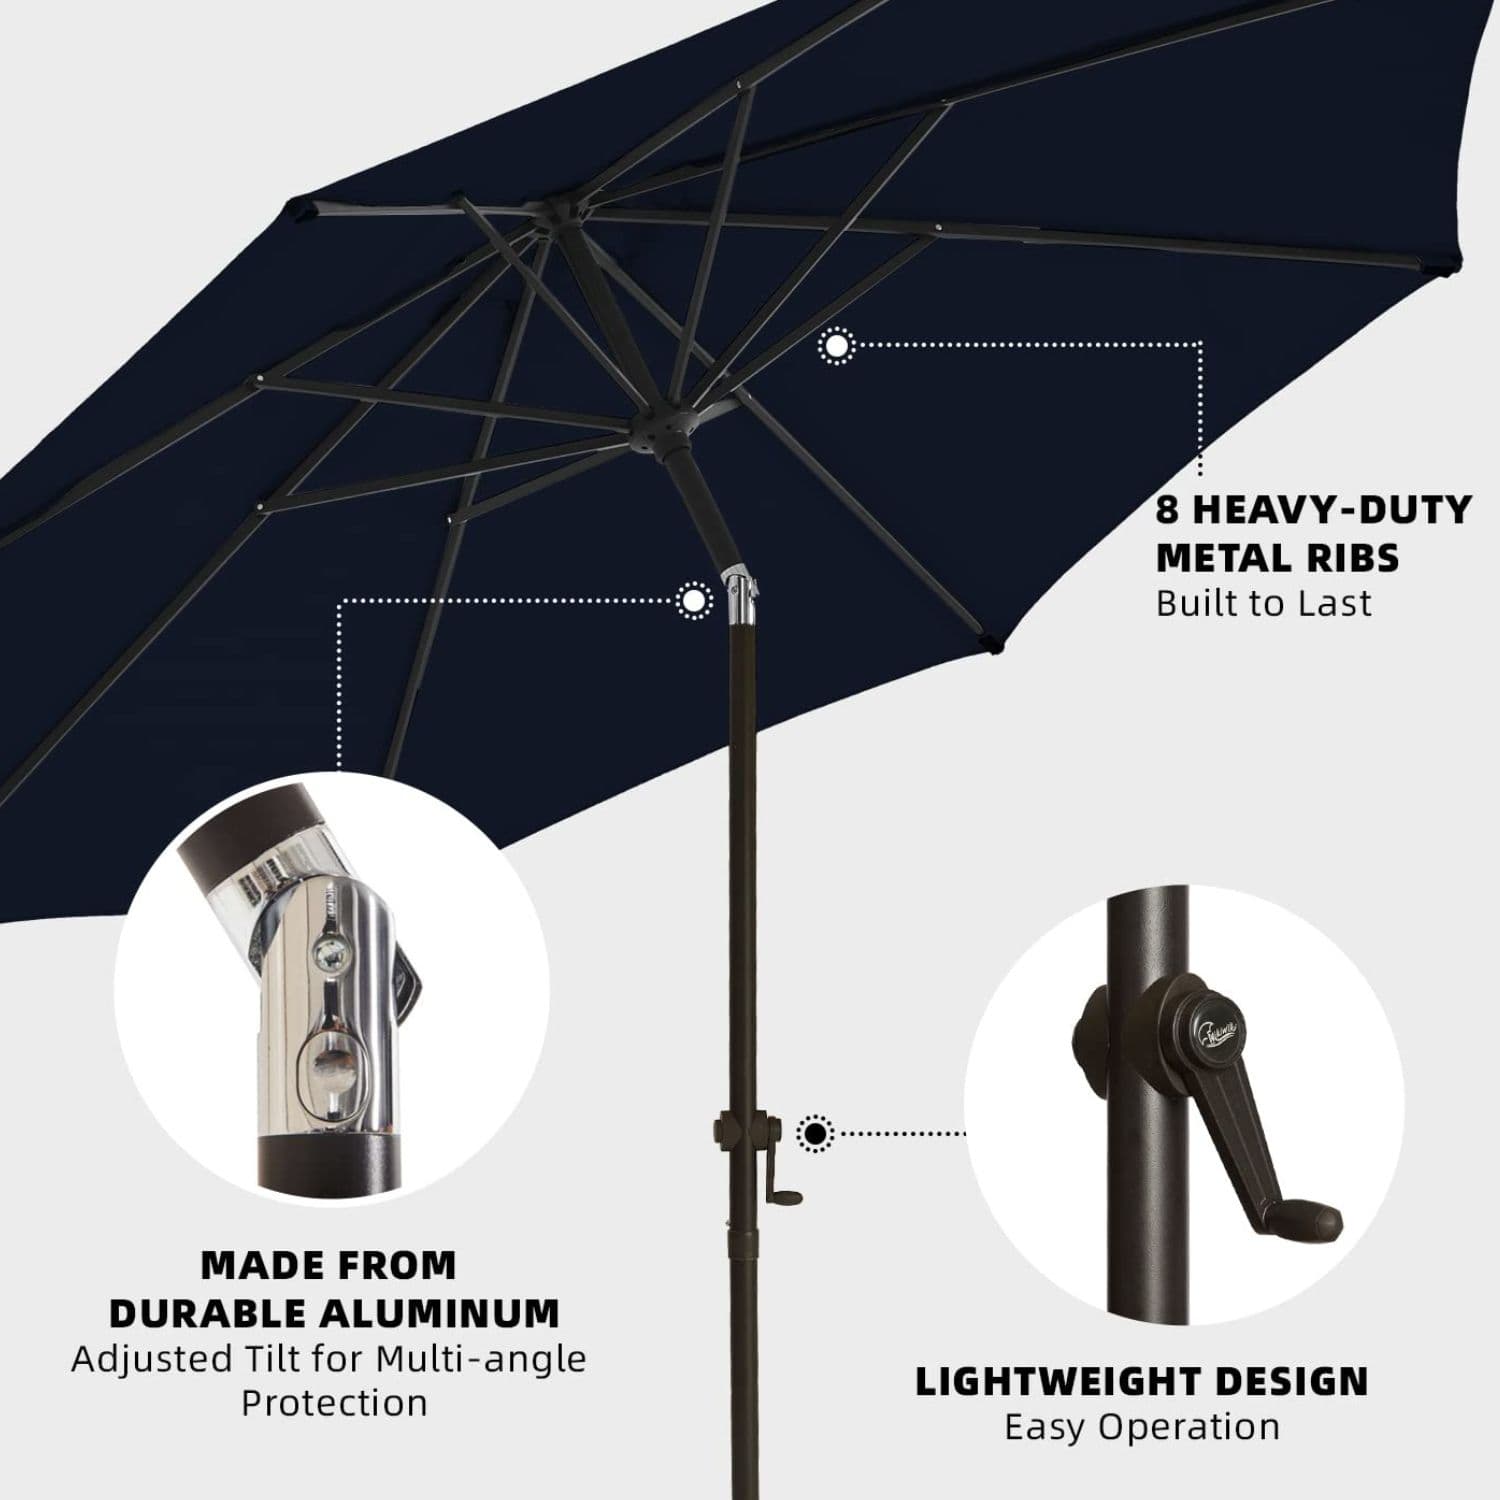 8 HEAVY-DUTY
METAL RIBS
Built to Last
MADE FROM
DURABLE ALUMINUM
Adjusted Tilt for Multi-angle
Protection
LIGHTWEIGHT DESIGN
Easy Operation